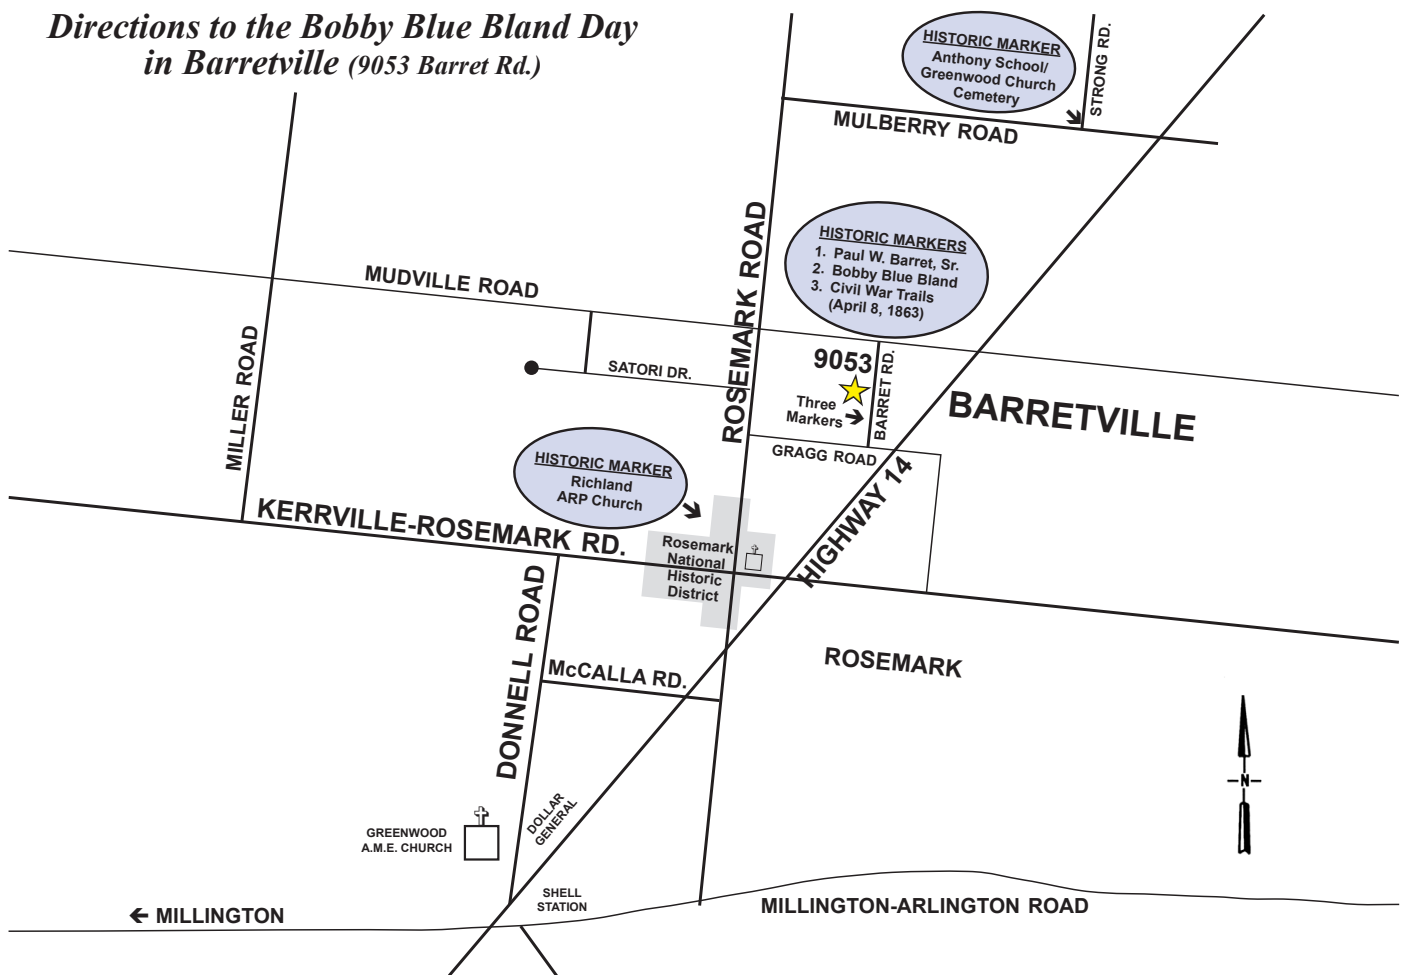 Directions to the Bobby Blue Bland Day
in Barretville (9053 Barret Rd.)
HISTORIC MARKER
Anthony School/
Greenwood Church
Cemetery
STRONG RD.
MULBERRY ROAD
ROSEMARK ROAD
HISTORIC MARKERS
1. Paul W. Barret, Sr.
2. Bobby Blue Bland
3. Civil War Trails
(April 8, 1863)
MUDVILLE ROAD
MILLER ROAD
SATORI DR.
9053
Three
Markers
BARRET RD.
BARRETVILLE
GRAGG ROAD
HIGHWAY 14
HISTORIC MARKER
Richland
ARP Church
KERRVILLE-ROSEMARK RD.
Rosemark
National
Historic
District
DONNELL ROAD
McCALLA RD.
ROSEMARK
N
DOLLAR
GENERAL
GREENWOOD
A.M.E. CHURCH
SHELL
STATION
MILLINGTON
MILLINGTON-ARLINGTON ROAD